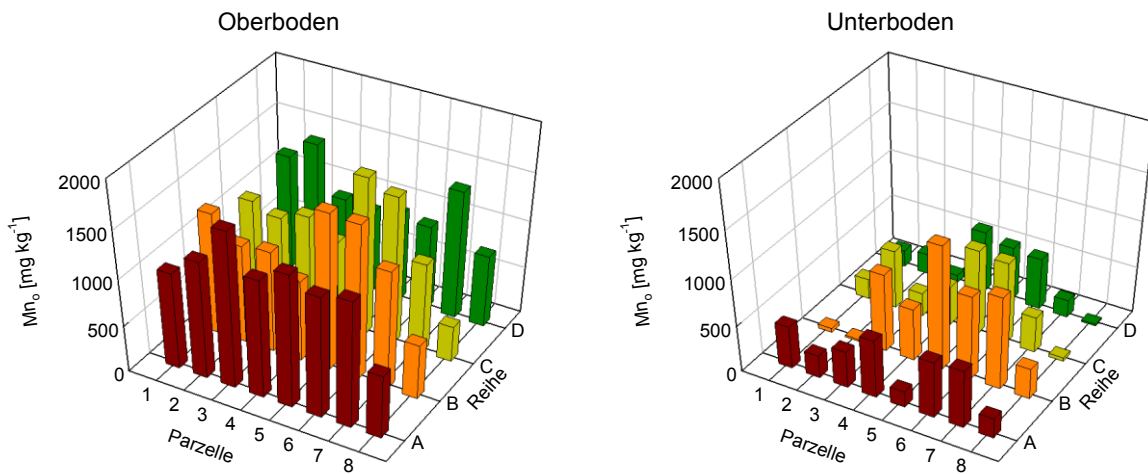 Oberboden
Mnₒ [mg kg⁻¹]
2000
1500
1000
500
0
1
2
3
4
5
6
7
8
Parzelle
A
B
C
D
Reihe
Unterboden
Mnₒ [mg kg⁻¹]
2000
1500
1000
500
0
1
2
3
4
5
6
7
8
Parzelle
A
B
C
D
Reihe